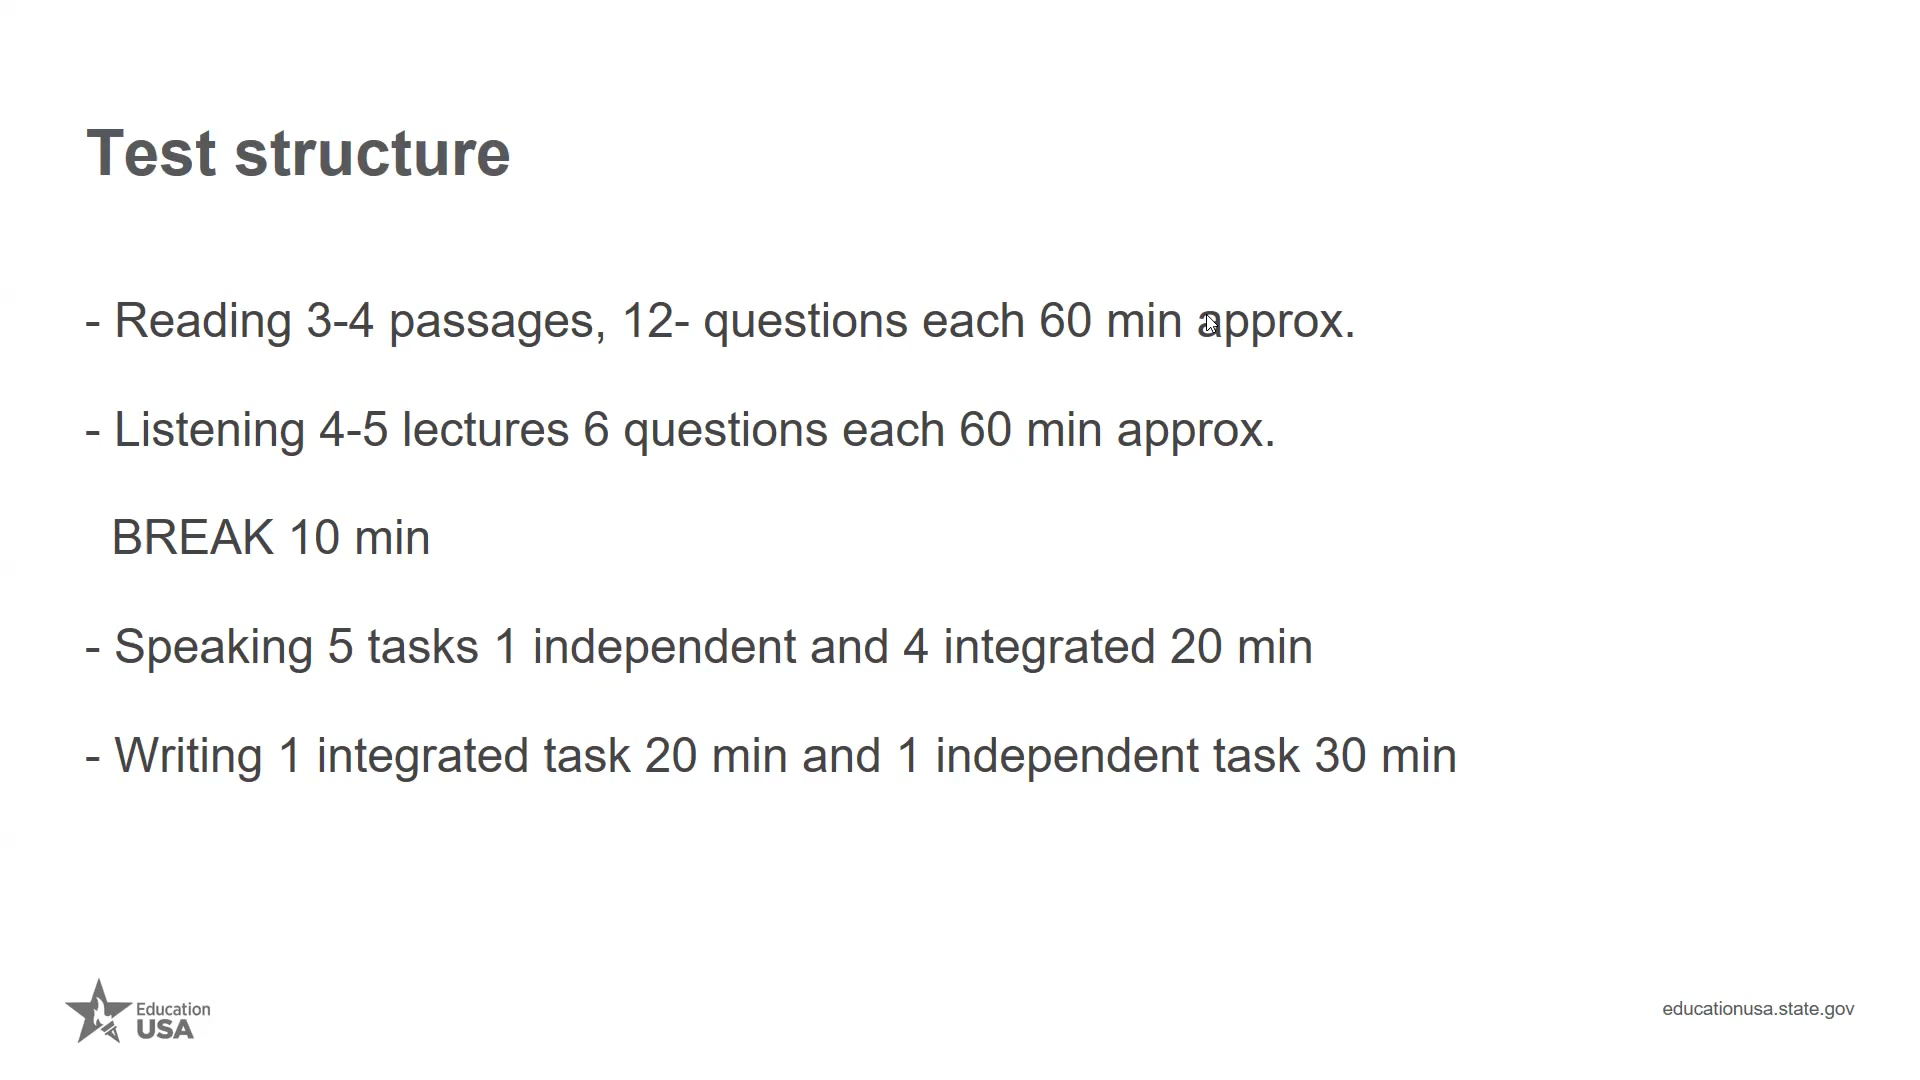 Test structure
- Reading 3-4 passages, 12- questions each 60 min approx.
- Listening 4-5 lectures 6 questions each 60 min approx.
BREAK 10 min
- Speaking 5 tasks 1 independent and 4 integrated 20 min
- Writing 1 integrated task 20 min and 1 independent task 30 min
Education
USA
educationusa.state.gov